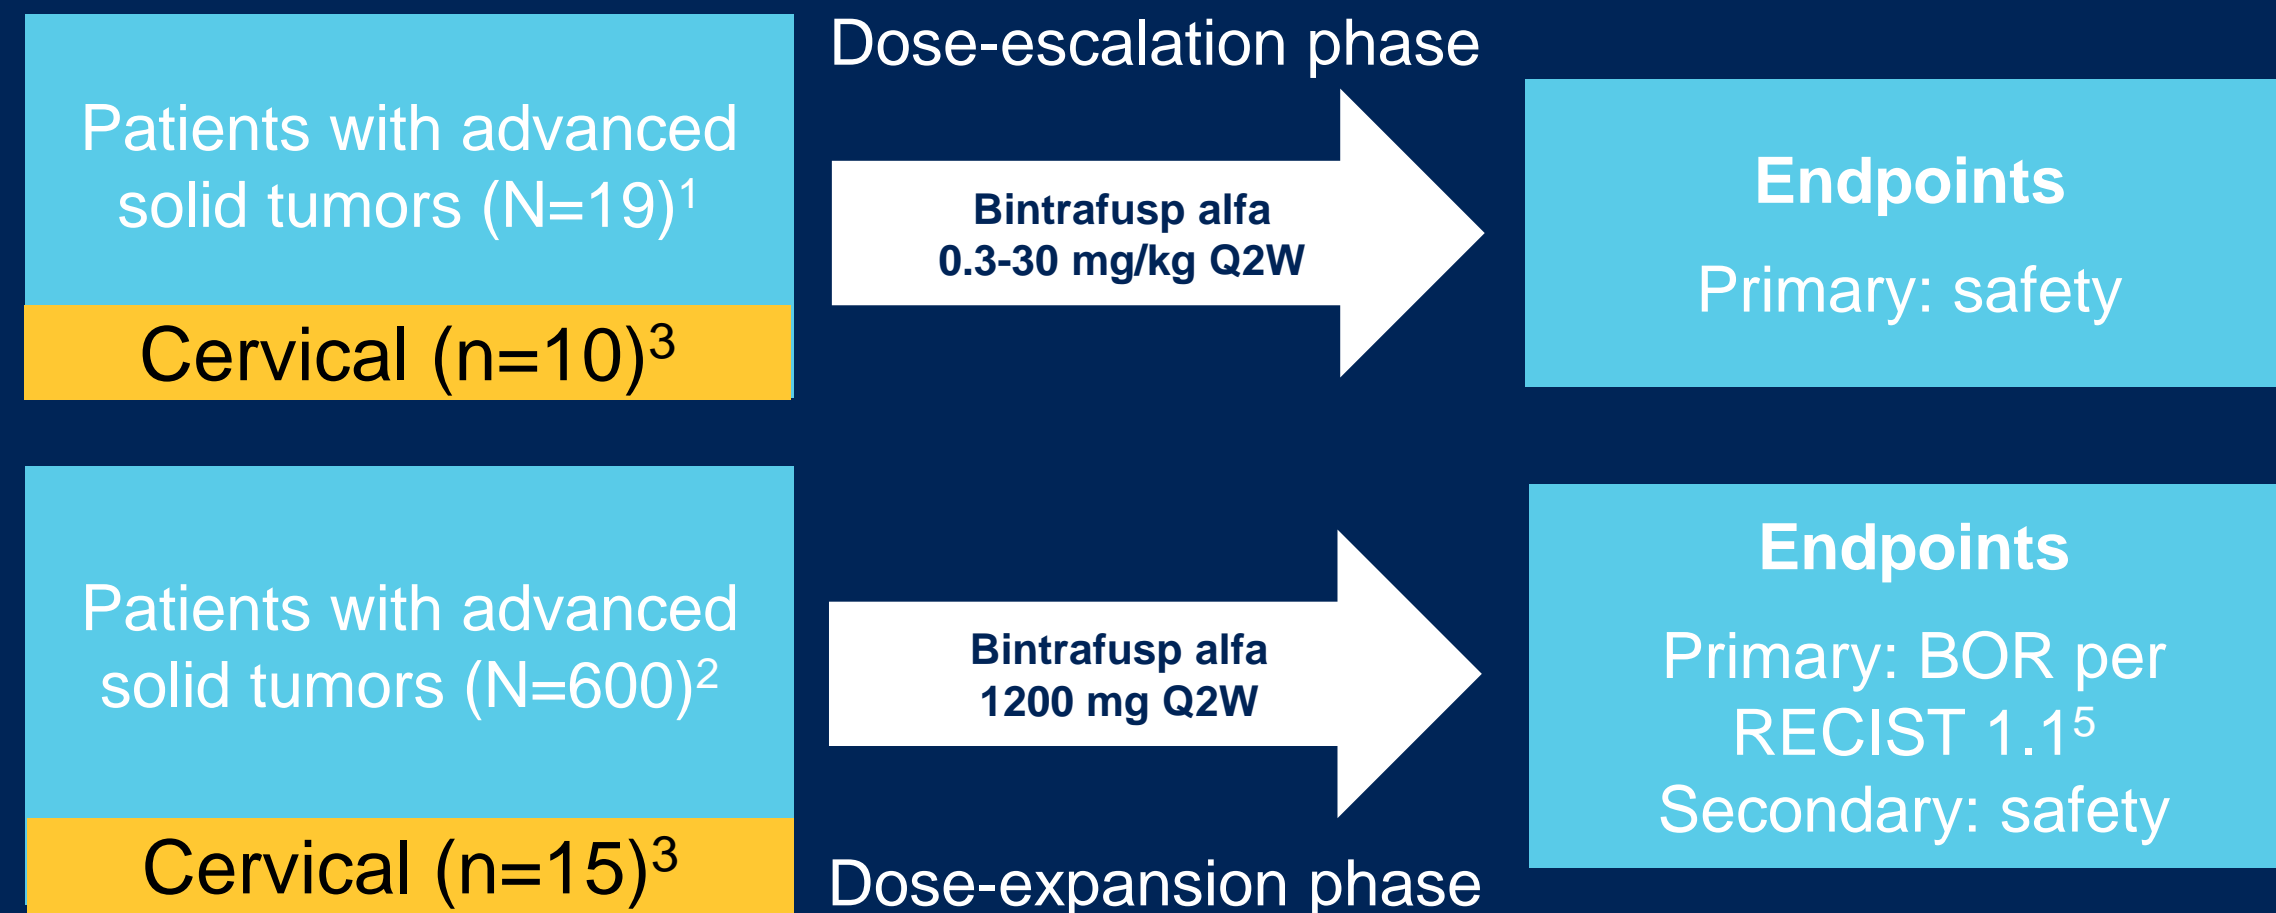 Dose-escalation phase
Patients with advanced
solid tumors (N=19)¹
Cervical (n=10)³
Bintrafusp alfa
0.3-30 mg/kg Q2W
Endpoints
Primary: safety
Patients with advanced
solid tumors (N=600)²
Cervical (n=15)³
Bintrafusp alfa
1200 mg Q2W
Dose-expansion phase
Endpoints
Primary: BOR per
RECIST 1.1⁵
Secondary: safety